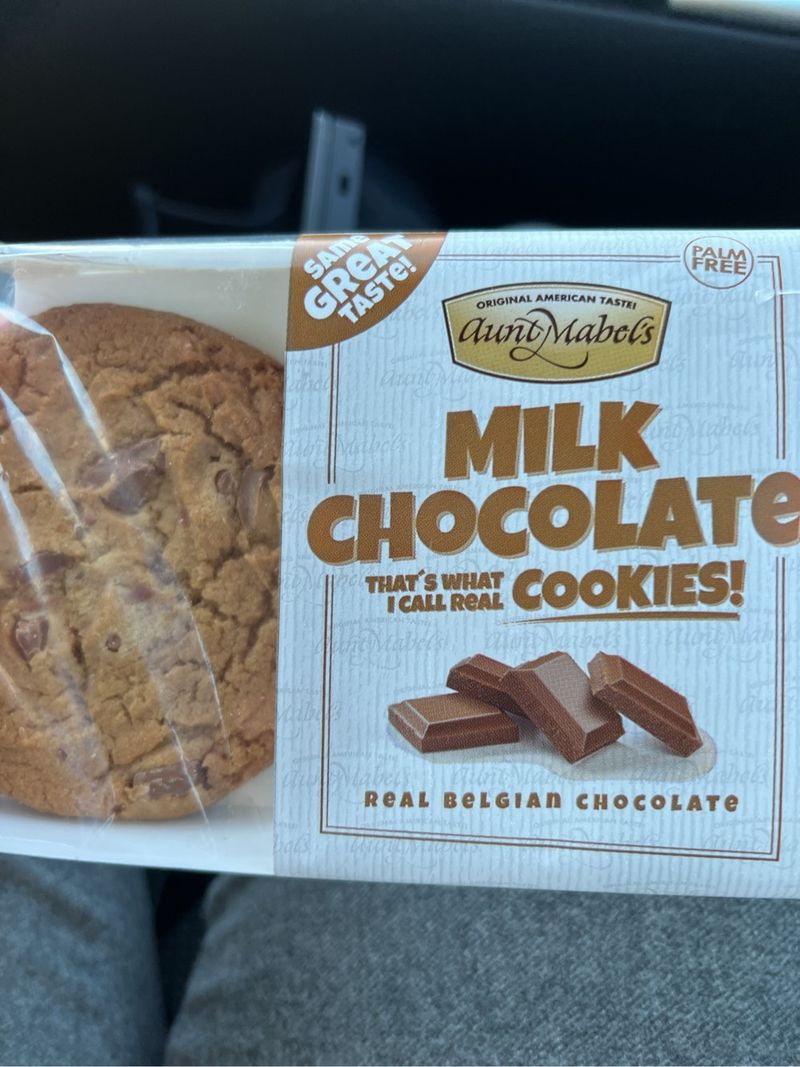 SAME
GREAT
TASTE!
PALM
FREE
ORIGINAL AMERICAN TASTE!
aunt Mabel's
MILK
CHOCOLATE
THAT'S WHAT
I CALL REAL
COOKIES!
REAL BELGIAN CHOCOLATE